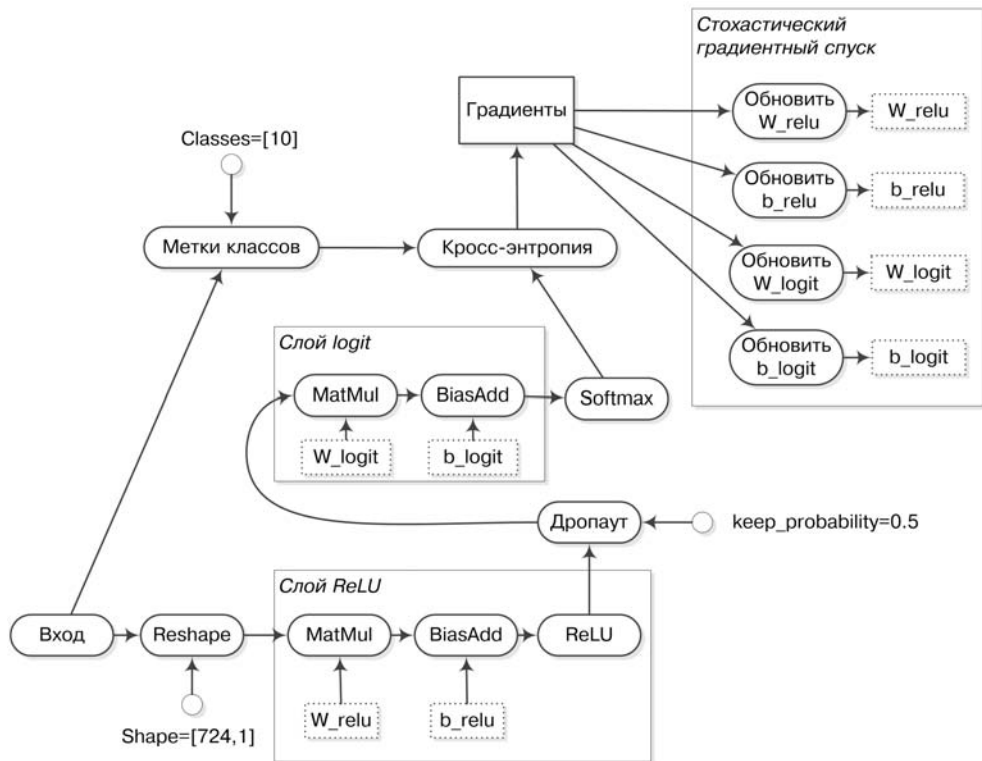 Стохастический
градиентный спуск
Градиенты
Обновить
W_relu
W_relu
Classes=[10]
Обновить
b_relu
b_relu
Метки классов
Кросс-энтропия
Обновить
W_logit
W_logit
Слой logit
Обновить
b_logit
b_logit
MatMul
BiasAdd
Softmax
W_logit
b_logit
Дропаут
keep_probability=0.5
Слой ReLU
Вход
Reshape
MatMul
BiasAdd
ReLU
W_relu
b_relu
Shape=[724,1]